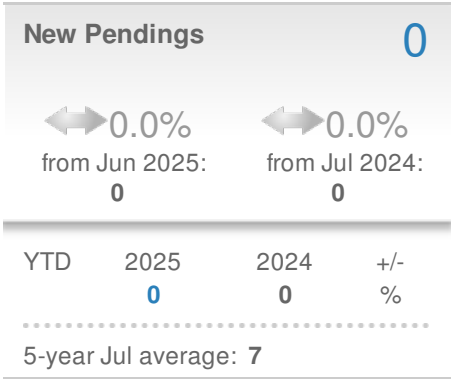 New Pendings 0
0.0% 0.0%
from Jun 2025: from Jul 2024:
0 0
YTD 2025 2024 +/-
0 0 %
5-year Jul average: 7